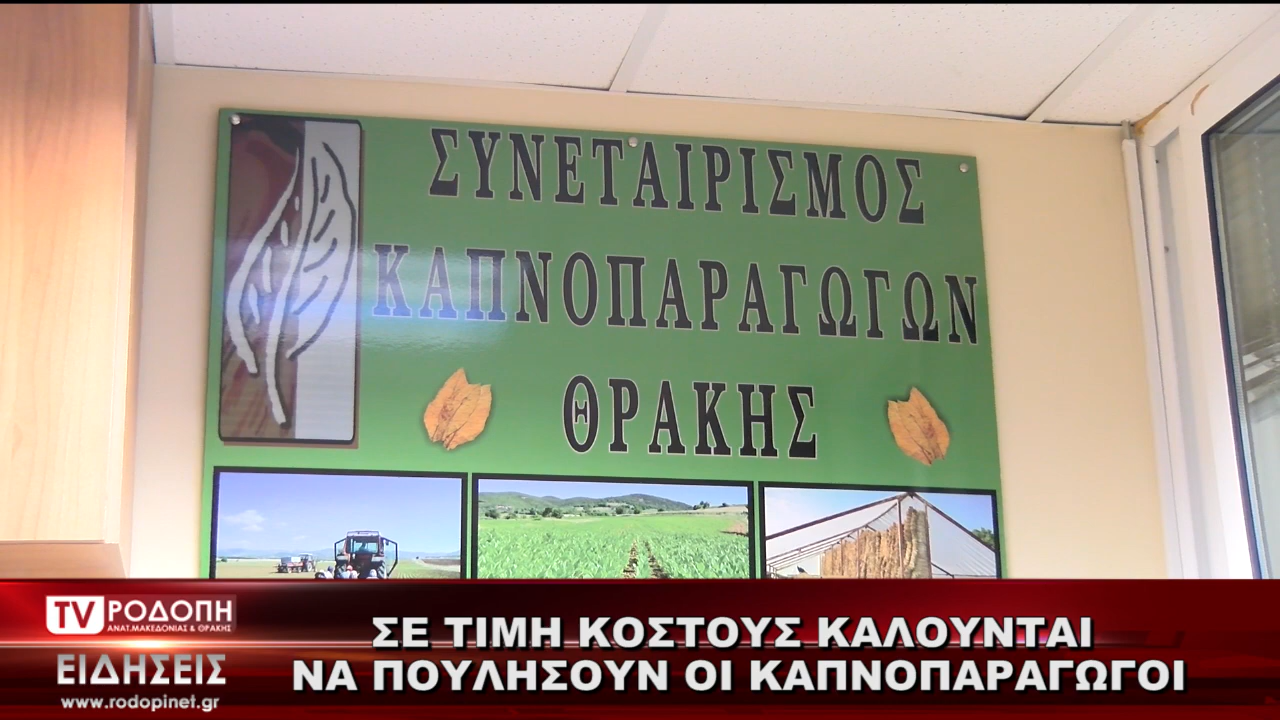 ΣΥΝΕΤΑΙΡΙΣΜΟΣ
ΚΑΠΝΟΠΑΡΑΓΩΓΩΝ
ΘΡΑΚΗΣ
TV ΡΟΔΟΠΗ
ΑΝΑΤ.ΜΑΚΕΔΟΝΙΑΣ & ΘΡΑΚΗΣ
ΕΙΔΗΣΕΙΣ
www.rodopinet.gr
ΣΕ ΤΙΜΗ ΚΟΣΤΟΥΣ ΚΑΛΟΥΝΤΑΙ
ΝΑ ΠΟΥΛΗΣΟΥΝ ΟΙ ΚΑΠΝΟΠΑΡΑΓΩΓΟΙ